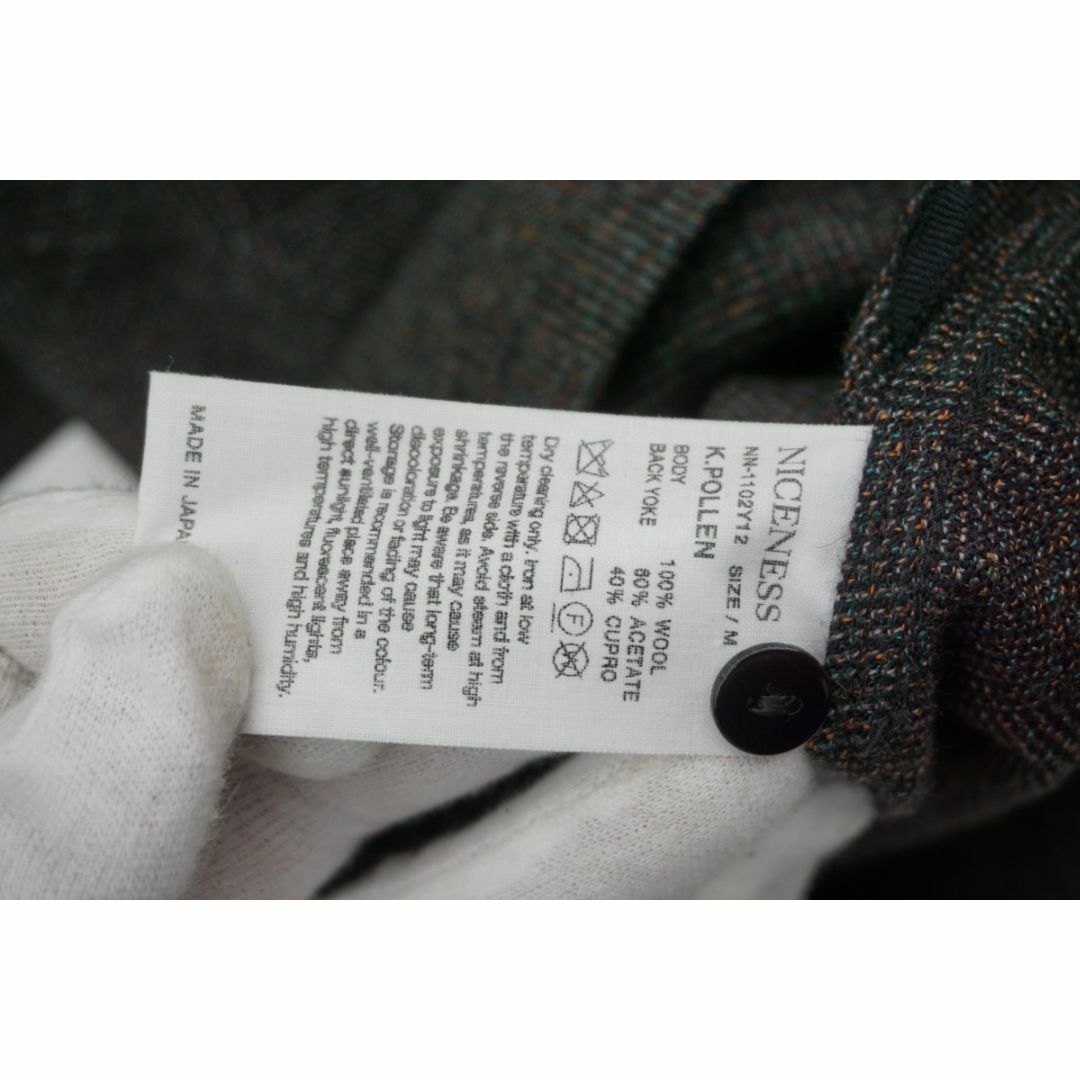 NICENESS
NN-1102Y12 SIZE / M
K.POLLEN
BODY 100% WOOL
BACK YOKE 60% ACETATE
40% CUPRO
F
Dry cleaning only. Iron at low
temperature with a cloth and from
the reverse side. Avoid steam at high
temperatures, as it may cause
shrinkage. Be aware that long-term
exposure to light may cause
discoloration or fading of the colour.
Storage is recommended in a
well-ventilated place away from
direct sunlight, fluorescent lights,
high temperatures and high humidity.
MADE IN JAPA